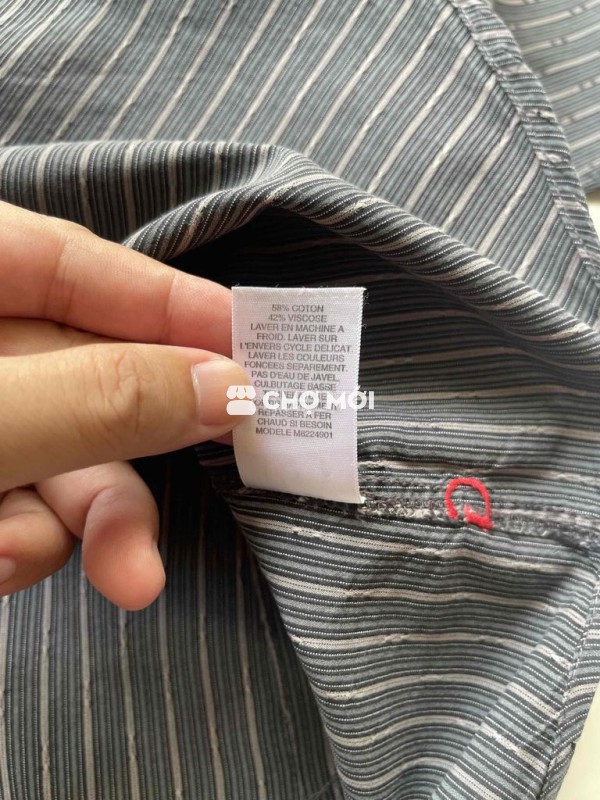 58% COTON
42% VISCOSE
LAVER EN MACHINE A
FROID. LAVER SUR
L'ENVERS CYCLE DELICAT.
LAVER LES COULEURS
FONCEES SEPAREMENT.
PAS D'EAU DE JAVEL.
CULBUTAGE BASSE
CHỢ MỚI
REPASSER A FER
CHAUD SI BESOIN
MODELE M8224901